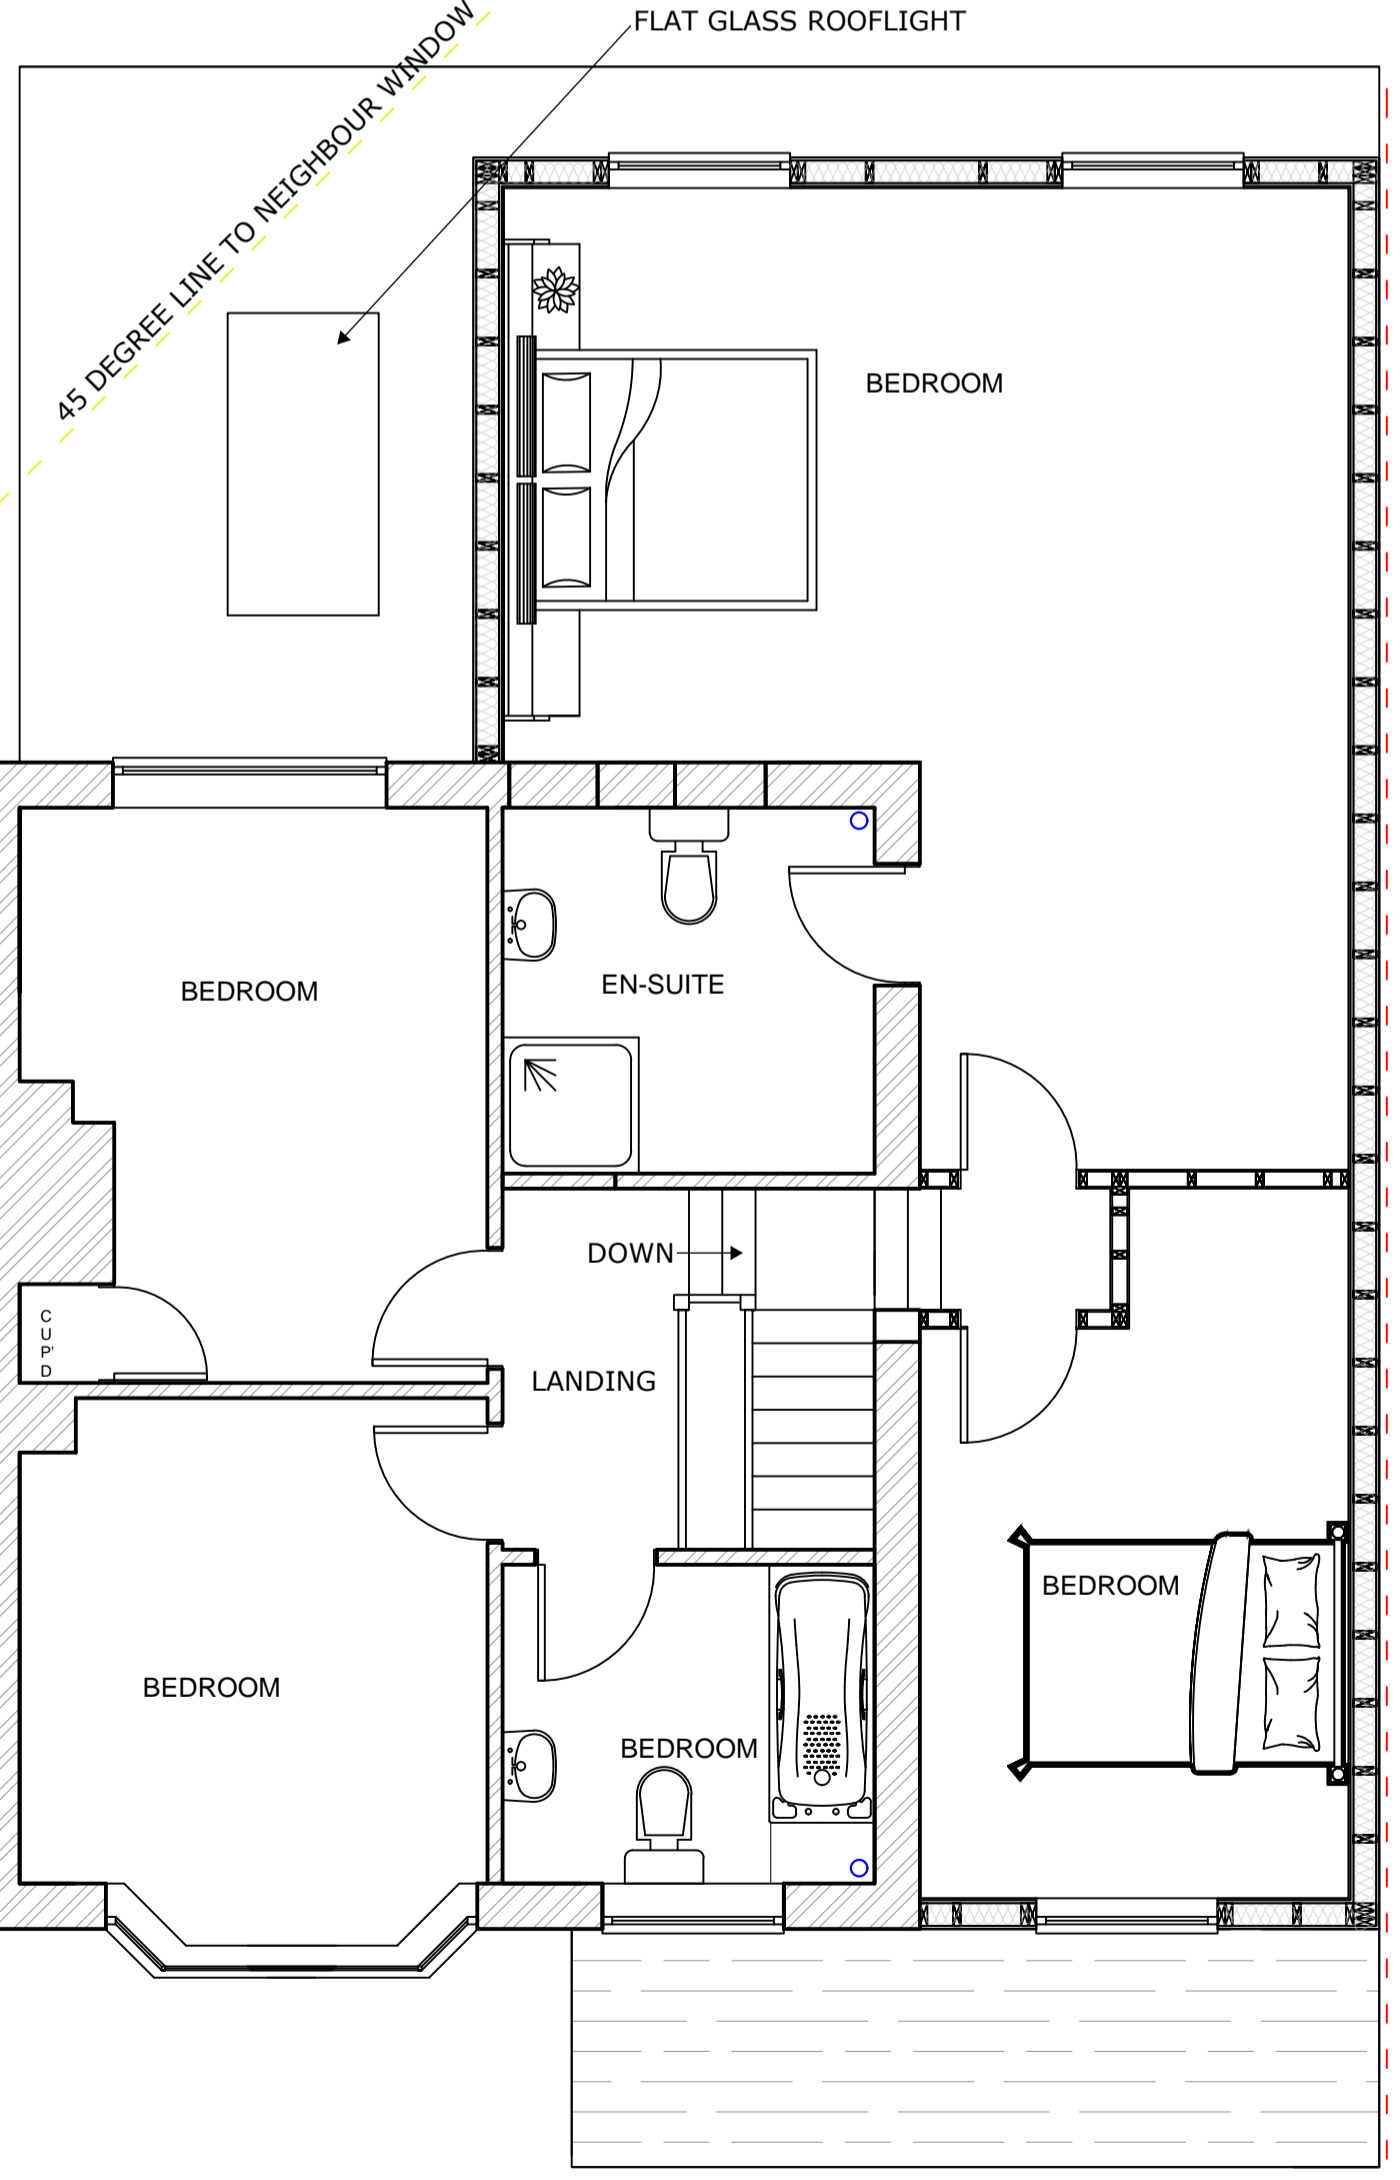 FLAT GLASS ROOFLIGHT
45 DEGREE LINE TO NEIGHBOUR WINDOW
BEDROOM
BEDROOM
EN-SUITE
DOWN
C
U
P'
D
LANDING
BEDROOM
BEDROOM
BEDROOM